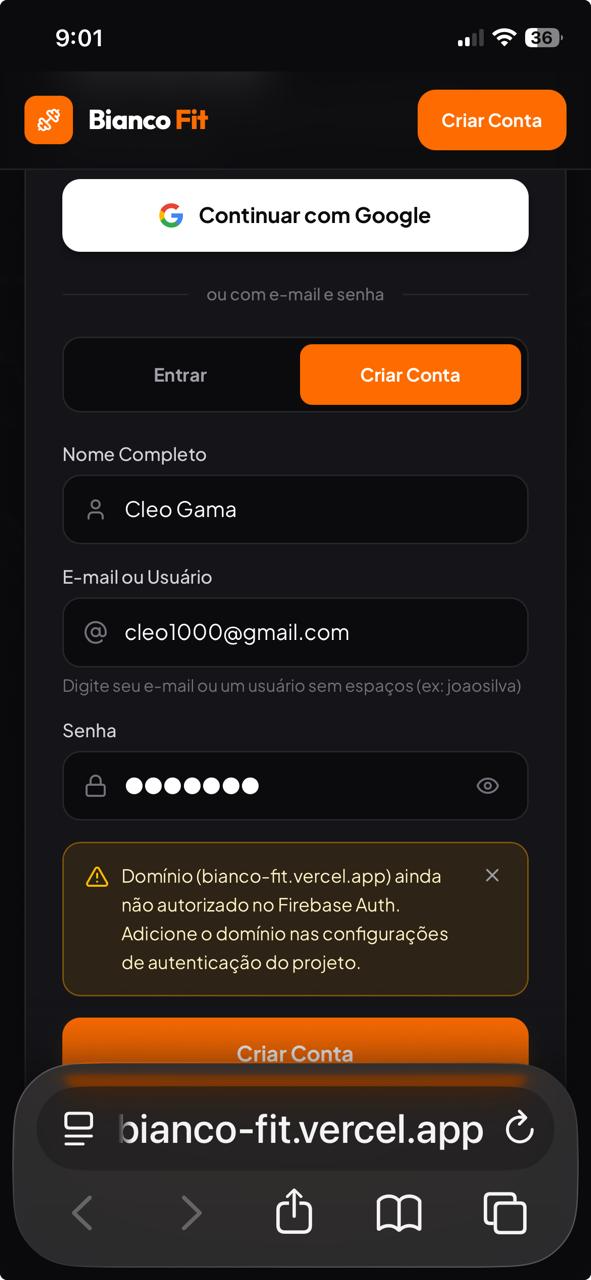 9:01
36
Bianco Fit
Criar Conta
Continuar com Google
ou com e-mail e senha
Entrar
Criar Conta
Nome Completo
Cleo Gama
E-mail ou Usuário
cleo1000@gmail.com
Digite seu e-mail ou um usuário sem espaços (ex: joaosilva)
Senha
Domínio (bianco-fit.vercel.app) ainda
não autorizado no Firebase Auth.
Adicione o domínio nas configurações
de autenticação do projeto.
Criar Conta
bianco-fit.vercel.app